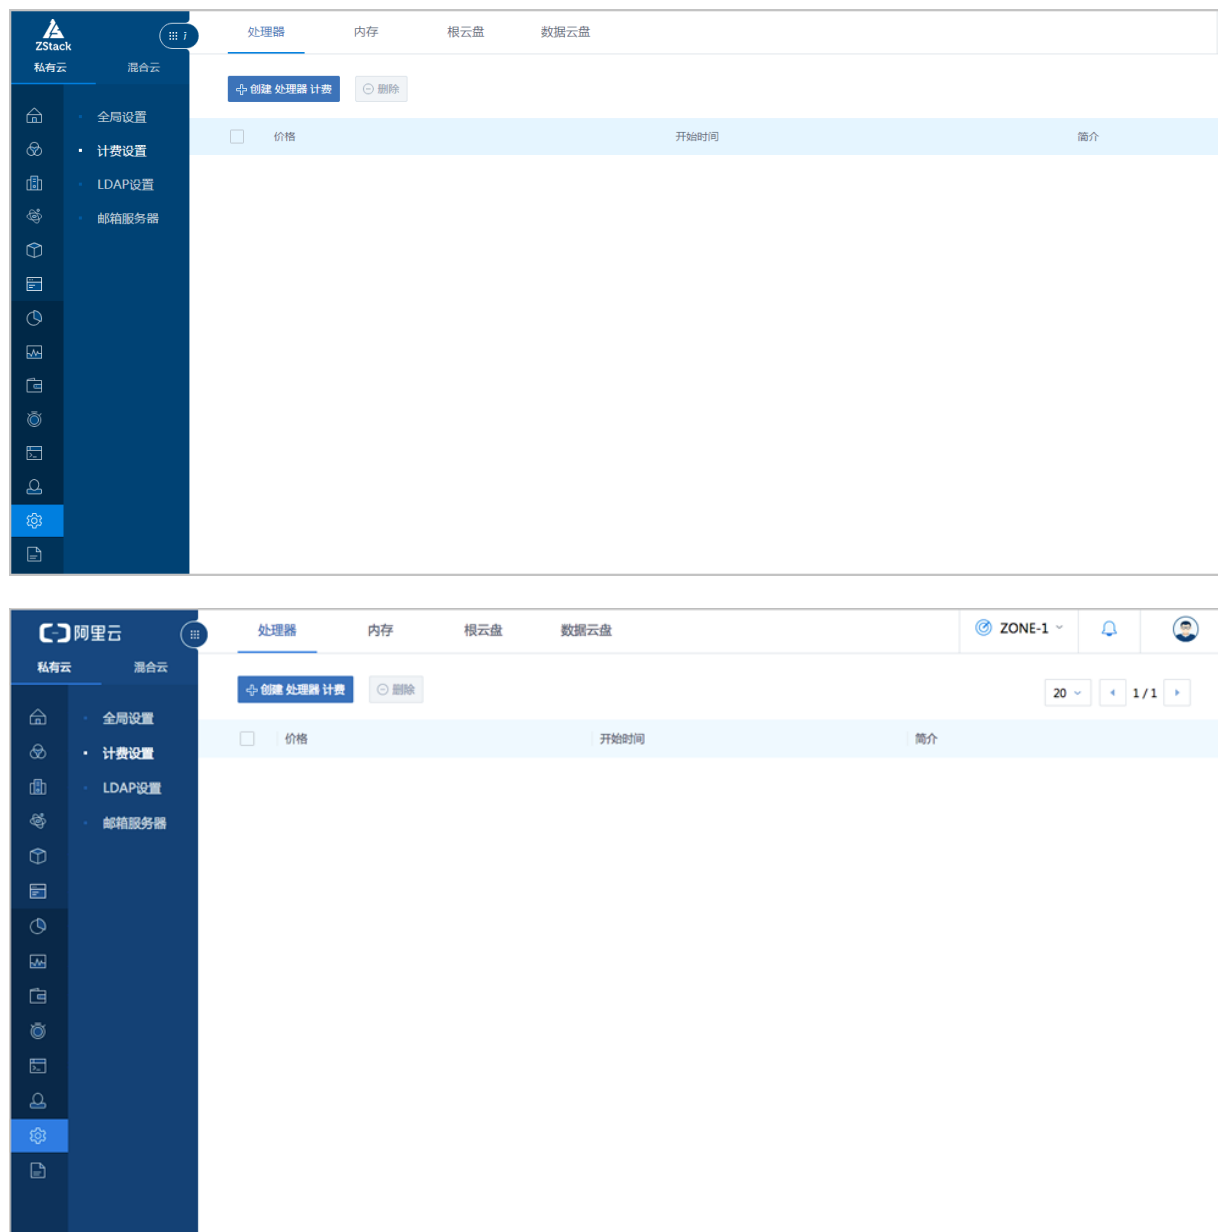 ZStack
处理器 内存 根云盘 数据云盘
私有云 混合云
创建 处理器 计费 删除
全局设置
价格 开始时间 简介
计费设置
LDAP设置
邮箱服务器
阿里云
处理器 内存 根云盘 数据云盘 ZONE-1
私有云 混合云
创建 处理器 计费 删除 20 1 / 1
全局设置
价格 开始时间 简介
计费设置
LDAP设置
邮箱服务器